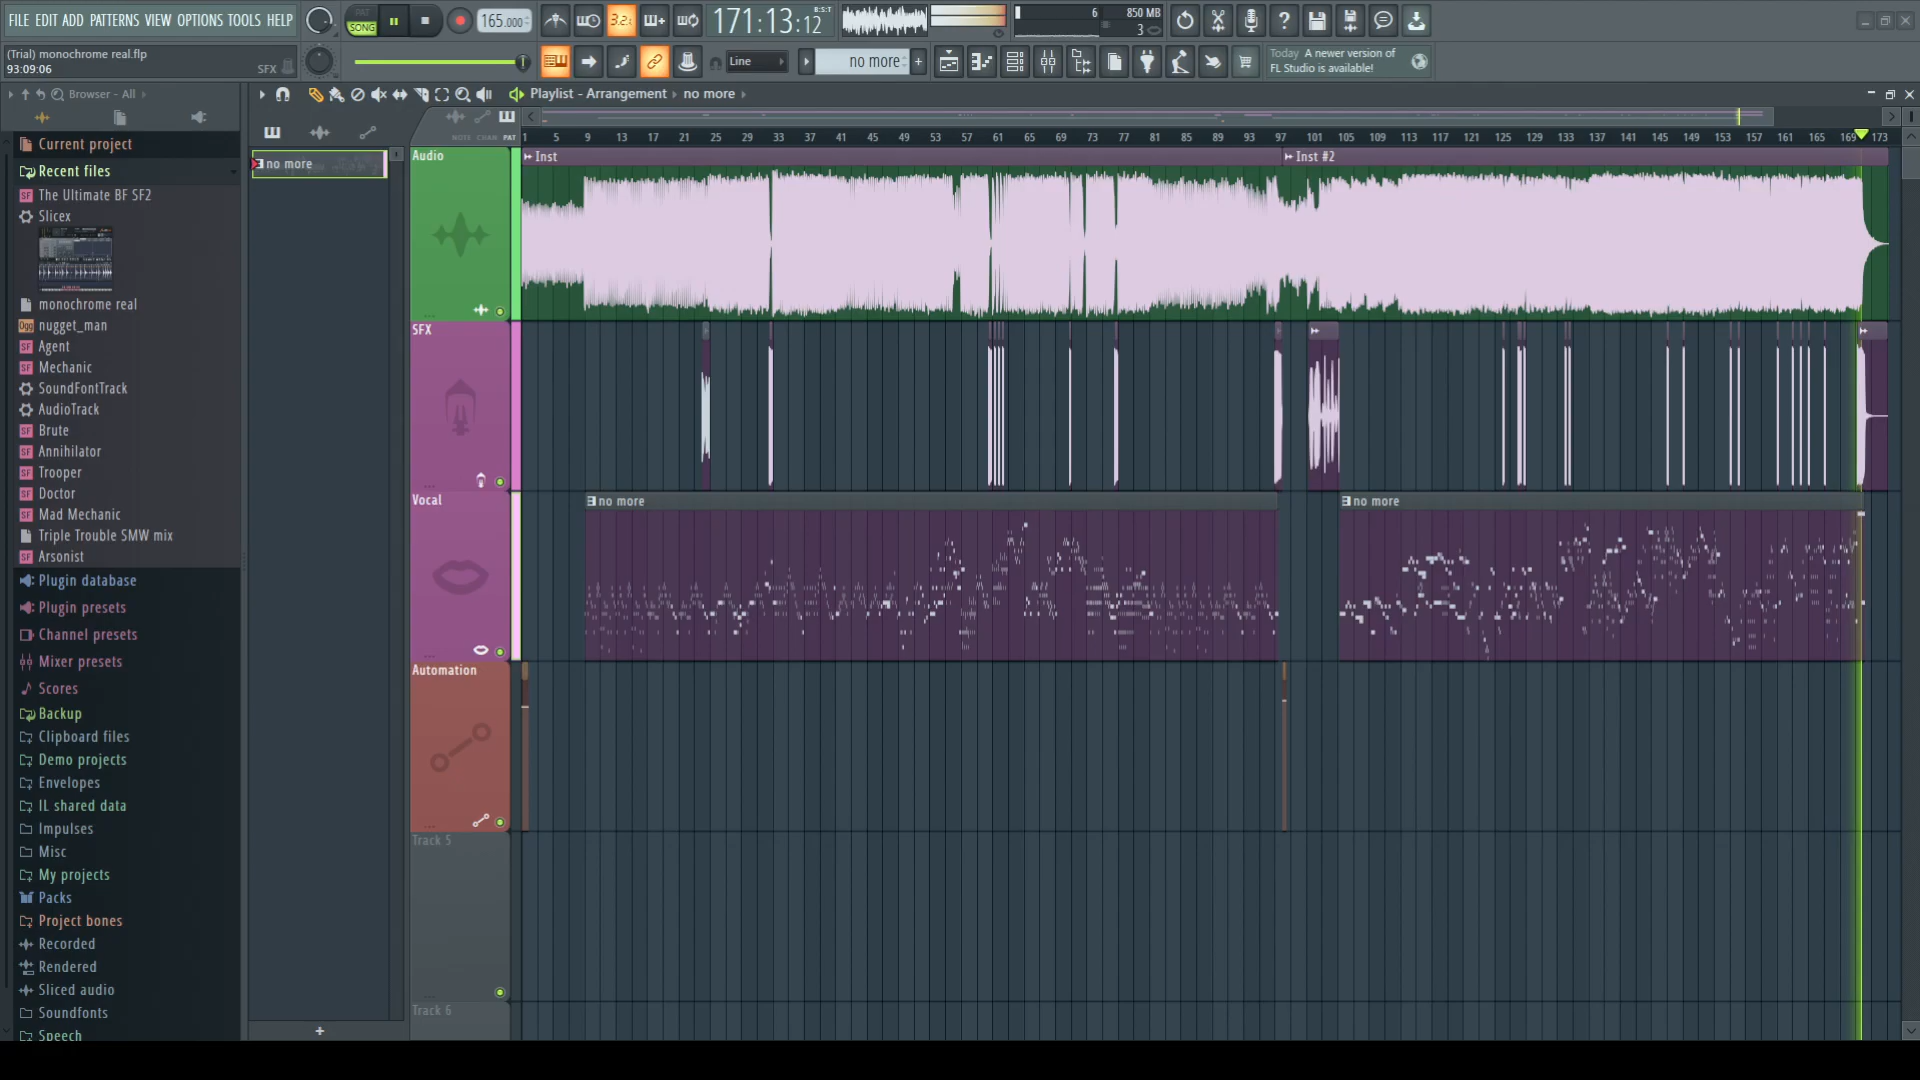 FILE EDIT ADD PATTERNS VIEW OPTIONS TOOLS HELP
PAT
SONG
165.000
3.2.
171:13:12
B:S:T
6
850 MB
3
(Trial) monochrome real.flp
93:09:06
SFX
Line
no more
Today A newer version of
FL Studio is available!
Browser - All
Playlist - Arrangement › no more ›
NOTE CHAN PAT
1 5 9 13 17 21 25 29 33 37 41 45 49 53 57 61 65 69 73 77 81 85 89 93 97 101 105 109 113 117 121 125 129 133 137 141 145 149 153 157 161 165 169 173
Current project
Recent files
The Ultimate BF SF2
Slicex
monochrome real
nugget_man
Agent
Mechanic
SoundFontTrack
AudioTrack
Brute
Annihilator
Trooper
Doctor
Mad Mechanic
Triple Trouble SMW mix
Arsonist
Plugin database
Plugin presets
Channel presets
Mixer presets
Scores
Backup
Clipboard files
Demo projects
Envelopes
IL shared data
Impulses
Misc
My projects
Packs
Project bones
Recorded
Rendered
Sliced audio
Soundfonts
Speech
no more
Audio
Inst
Inst #2
SFX
Vocal
no more
no more
Automation
Track 5
Track 6